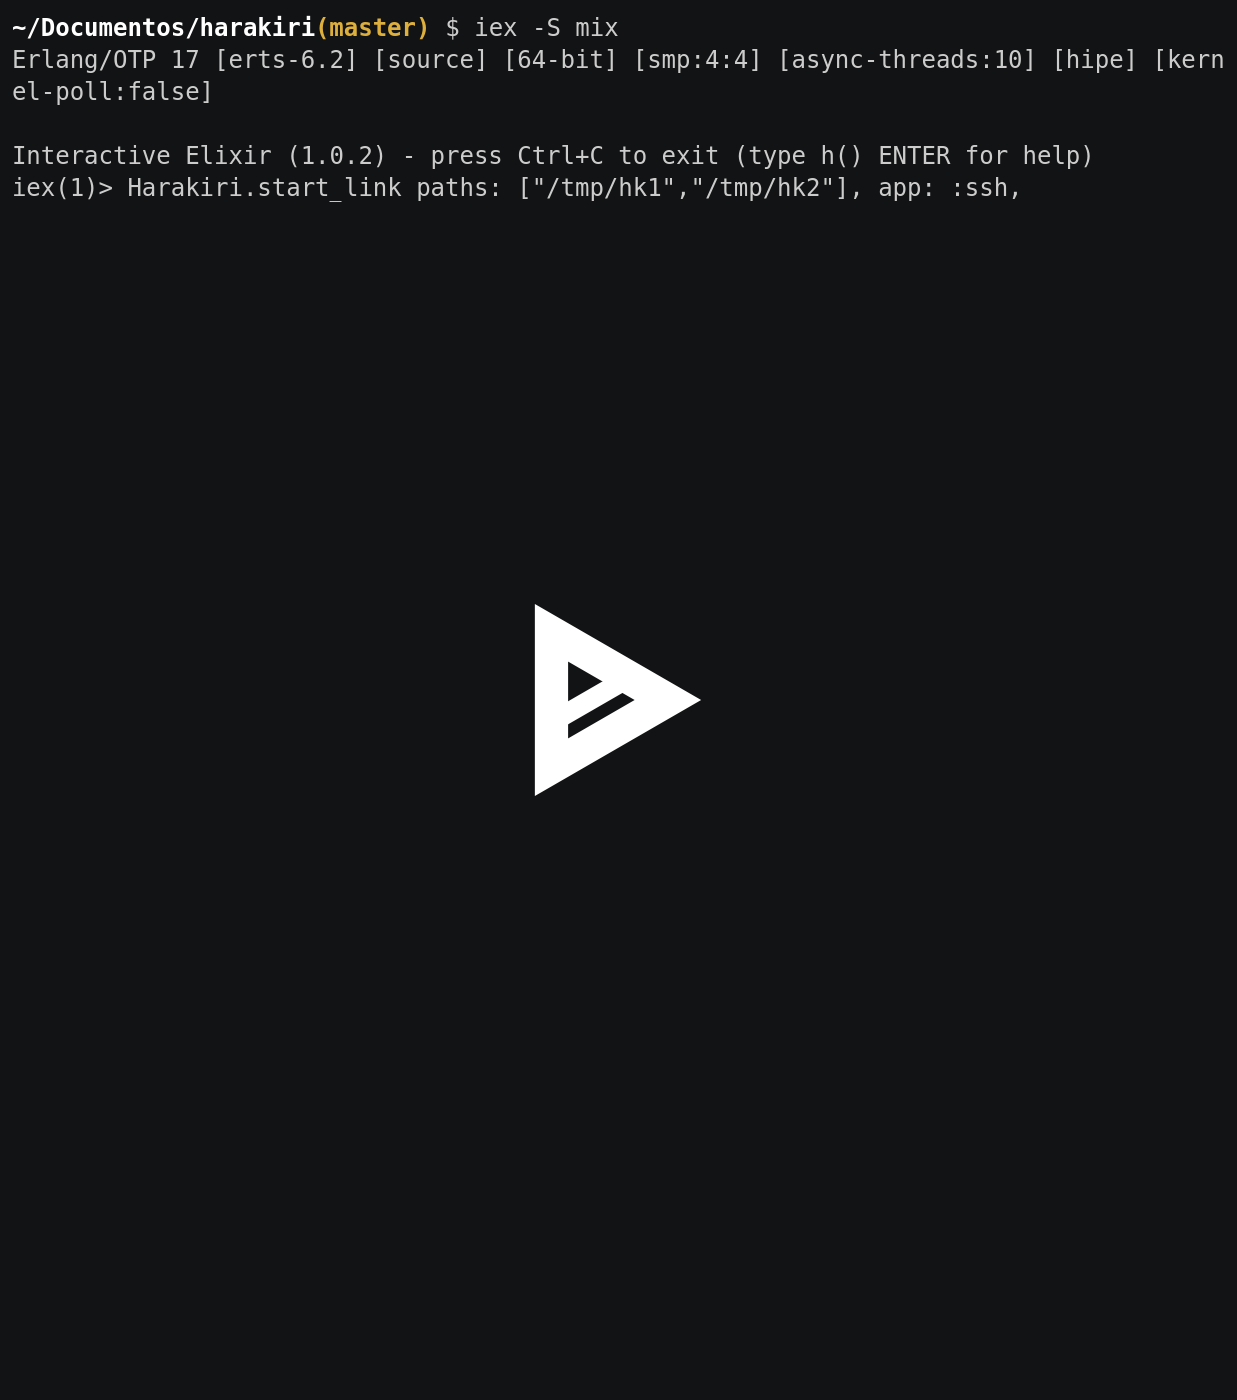 ~/Documentos/harakiri(master) $ iex -S mix
Erlang/OTP 17 [erts-6.2] [source] [64-bit] [smp:4:4] [async-threads:10] [hipe] [kern
el-poll:false]
Interactive Elixir (1.0.2) - press Ctrl+C to exit (type h() ENTER for help)
iex(1)> Harakiri.start_link paths: ["/tmp/hk1","/tmp/hk2"], app: :ssh,